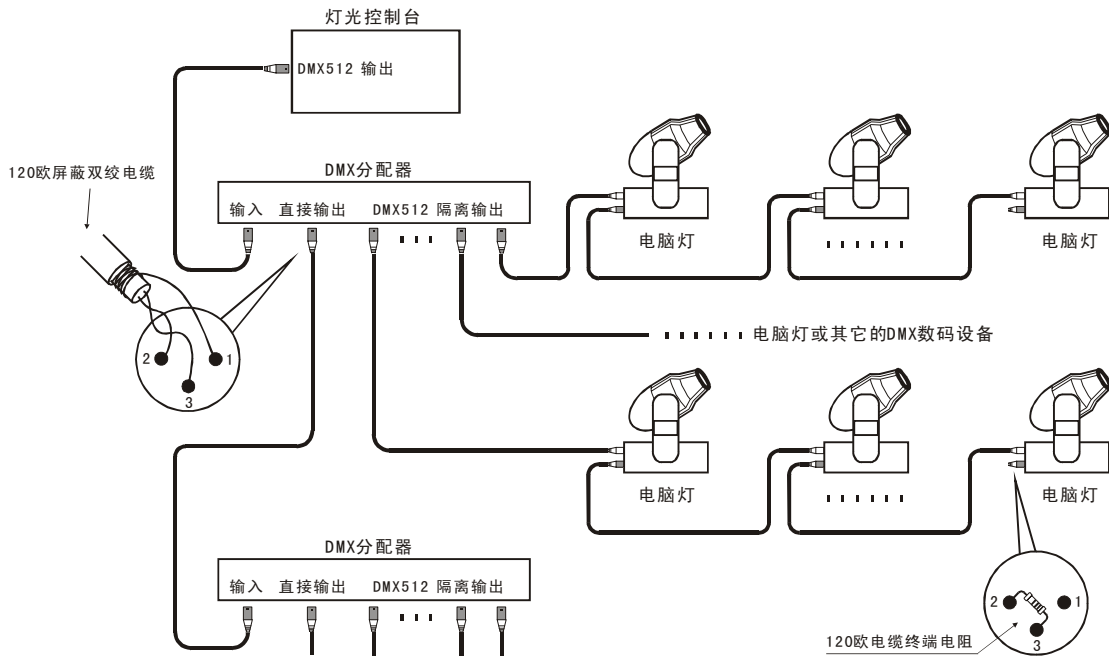 灯光控制台
DMX512 输出
120欧屏蔽双绞电缆
DMX分配器
输入 直接输出 DMX512 隔离输出
电脑灯
电脑灯
2 1
3
电脑灯或其它的DMX数码设备
电脑灯
电脑灯
DMX分配器
输入 直接输出 DMX512 隔离输出
2 1
3
120欧电缆终端电阻